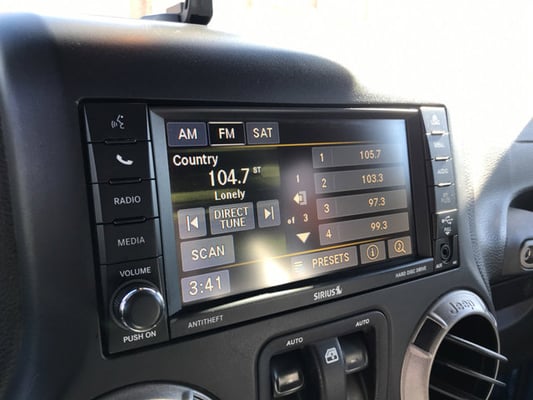 AM FM SAT
Country
104.7 ST
Lonely
DIRECT
TUNE
SCAN
3:41
1
of 3
1 105.7
2 103.3
3 97.3
4 99.3
PRESETS
RADIO
MEDIA
VOLUME
PUSH ON
ANTITHEFT
SIRIUS
HARD DISC DRIVE
AUTO AUTO
Jeep